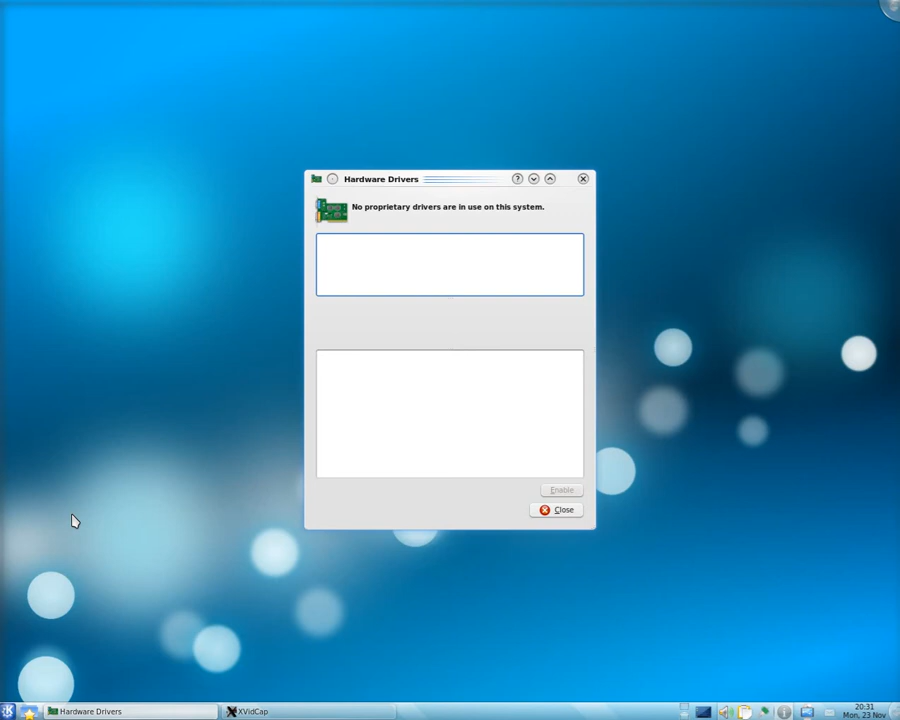 Hardware Drivers
No proprietary drivers are in use on this system.
Enable
Close
Hardware Drivers
XVidCap
20:31
Mon, 23 Nov